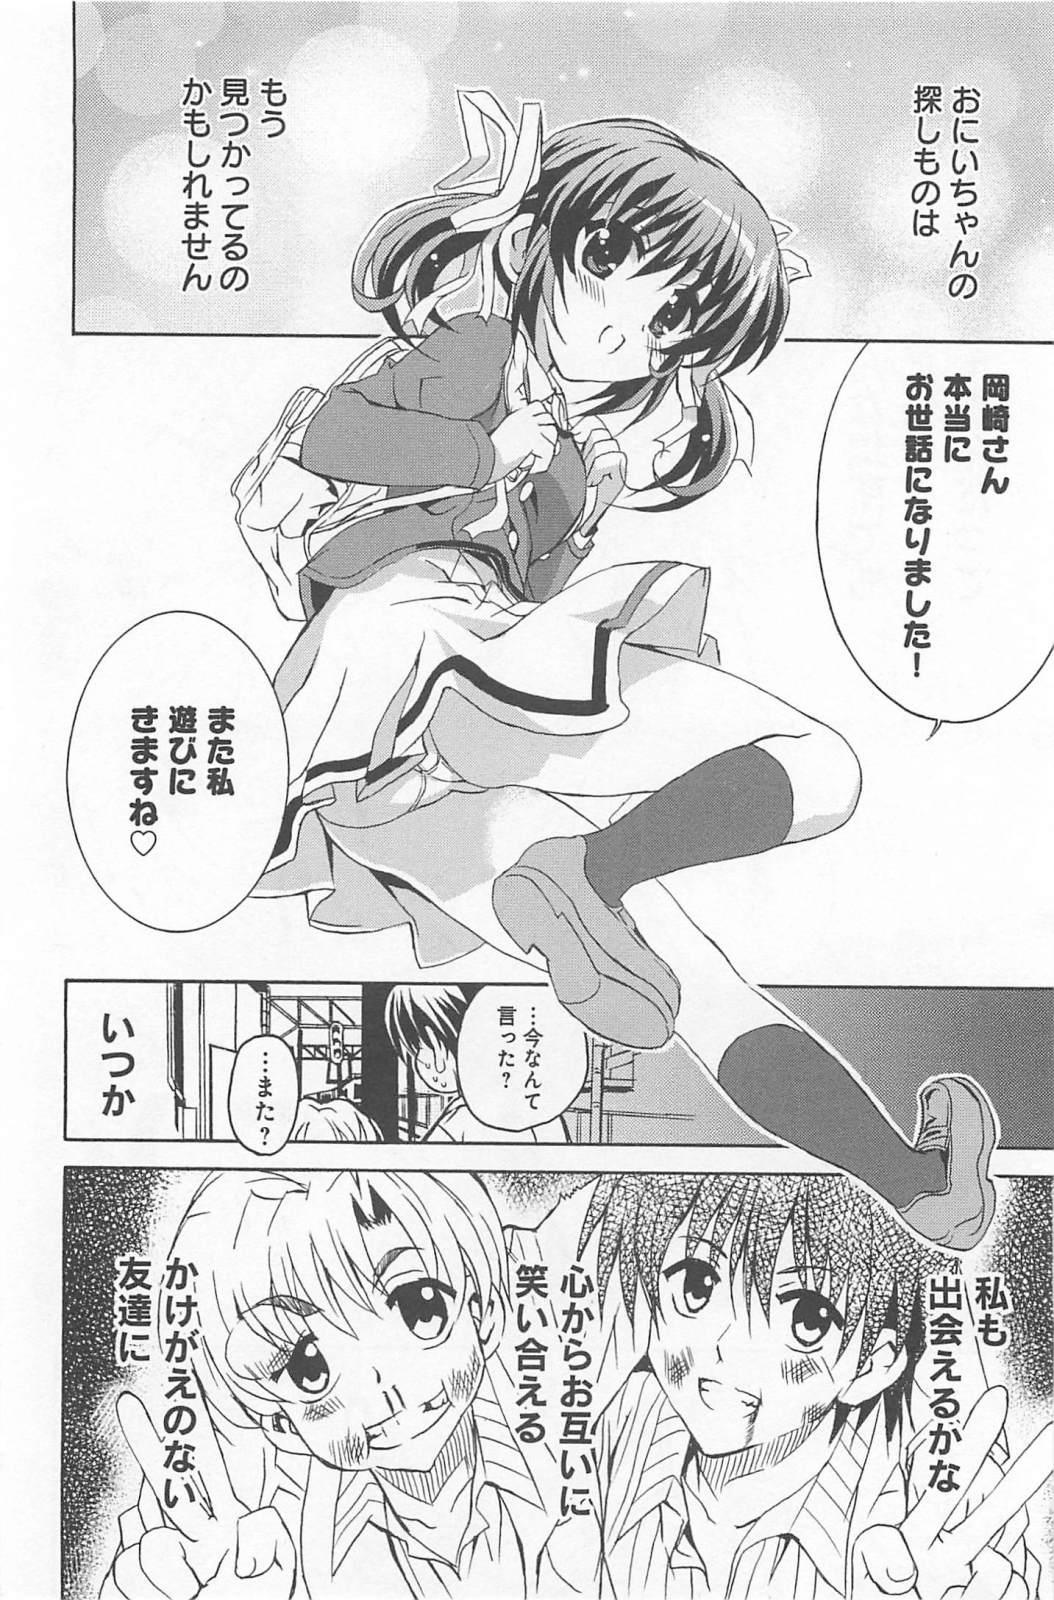 おにいちゃんの
探しものは
もう
見つかってるの
かもしれません
岡崎さん
本当に
お世話になりました！
また私
遊びに
きますね♡
…今なんて
言った？
…また？
いつか
私も
出会えるかな
心からお互いに
笑い合える
かけがえのない
友達に